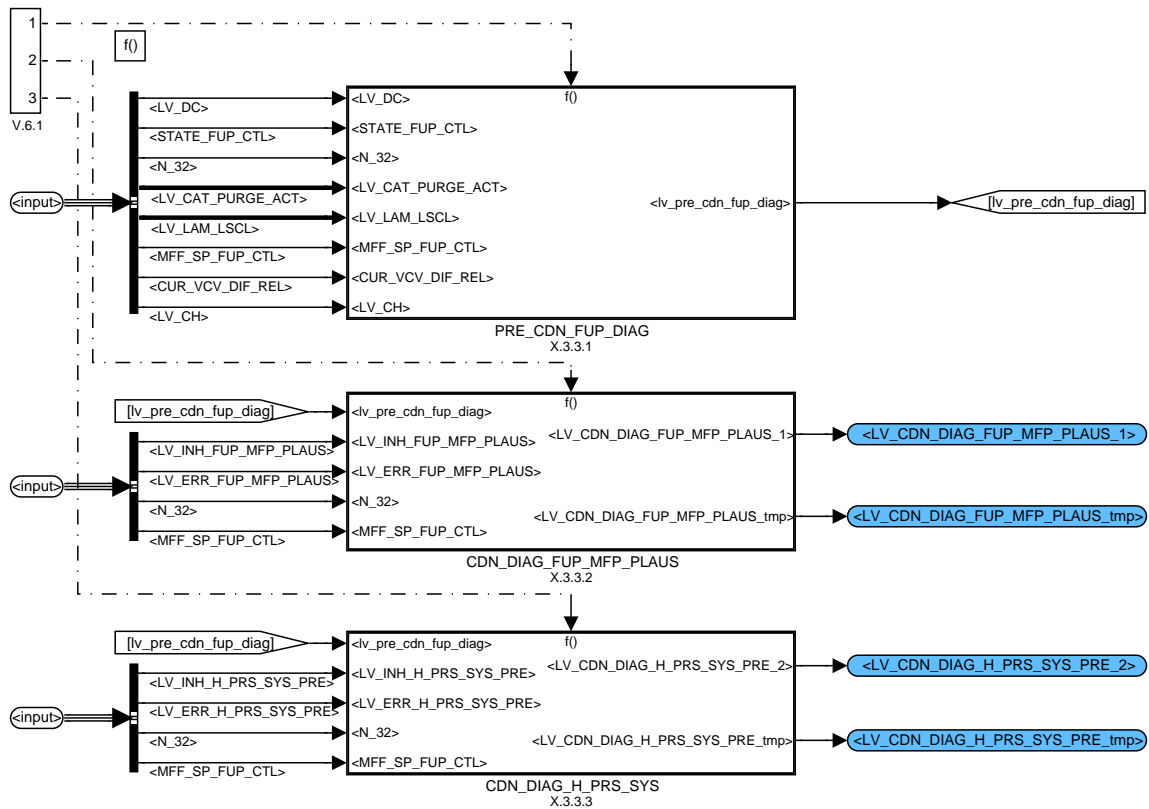 1
2
3
V.6.1
f()
<input>
<LV_DC>
<STATE_FUP_CTL>
<N_32>
<LV_CAT_PURGE_ACT>
<LV_LAM_LSCL>
<MFF_SP_FUP_CTL>
<CUR_VCV_DIF_REL>
<LV_CH>
f()
<LV_DC>
<STATE_FUP_CTL>
<N_32>
<LV_CAT_PURGE_ACT>
<LV_LAM_LSCL>
<MFF_SP_FUP_CTL>
<CUR_VCV_DIF_REL>
<LV_CH>
<lv_pre_cdn_fup_diag>
[lv_pre_cdn_fup_diag]
PRE_CDN_FUP_DIAG
X.3.3.1
[lv_pre_cdn_fup_diag]
<input>
<LV_INH_FUP_MFP_PLAUS>
<LV_ERR_FUP_MFP_PLAUS>
<N_32>
<MFF_SP_FUP_CTL>
f()
<lv_pre_cdn_fup_diag>
<LV_INH_FUP_MFP_PLAUS>
<LV_ERR_FUP_MFP_PLAUS>
<N_32>
<MFF_SP_FUP_CTL>
<LV_CDN_DIAG_FUP_MFP_PLAUS_1>
<LV_CDN_DIAG_FUP_MFP_PLAUS_tmp>
<LV_CDN_DIAG_FUP_MFP_PLAUS_1>
<LV_CDN_DIAG_FUP_MFP_PLAUS_tmp>
CDN_DIAG_FUP_MFP_PLAUS
X.3.3.2
[lv_pre_cdn_fup_diag]
<input>
<LV_INH_H_PRS_SYS_PRE>
<LV_ERR_H_PRS_SYS_PRE>
<N_32>
<MFF_SP_FUP_CTL>
f()
<lv_pre_cdn_fup_diag>
<LV_INH_H_PRS_SYS_PRE>
<LV_ERR_H_PRS_SYS_PRE>
<N_32>
<MFF_SP_FUP_CTL>
<LV_CDN_DIAG_H_PRS_SYS_PRE_2>
<LV_CDN_DIAG_H_PRS_SYS_PRE_tmp>
<LV_CDN_DIAG_H_PRS_SYS_PRE_2>
<LV_CDN_DIAG_H_PRS_SYS_PRE_tmp>
CDN_DIAG_H_PRS_SYS
X.3.3.3